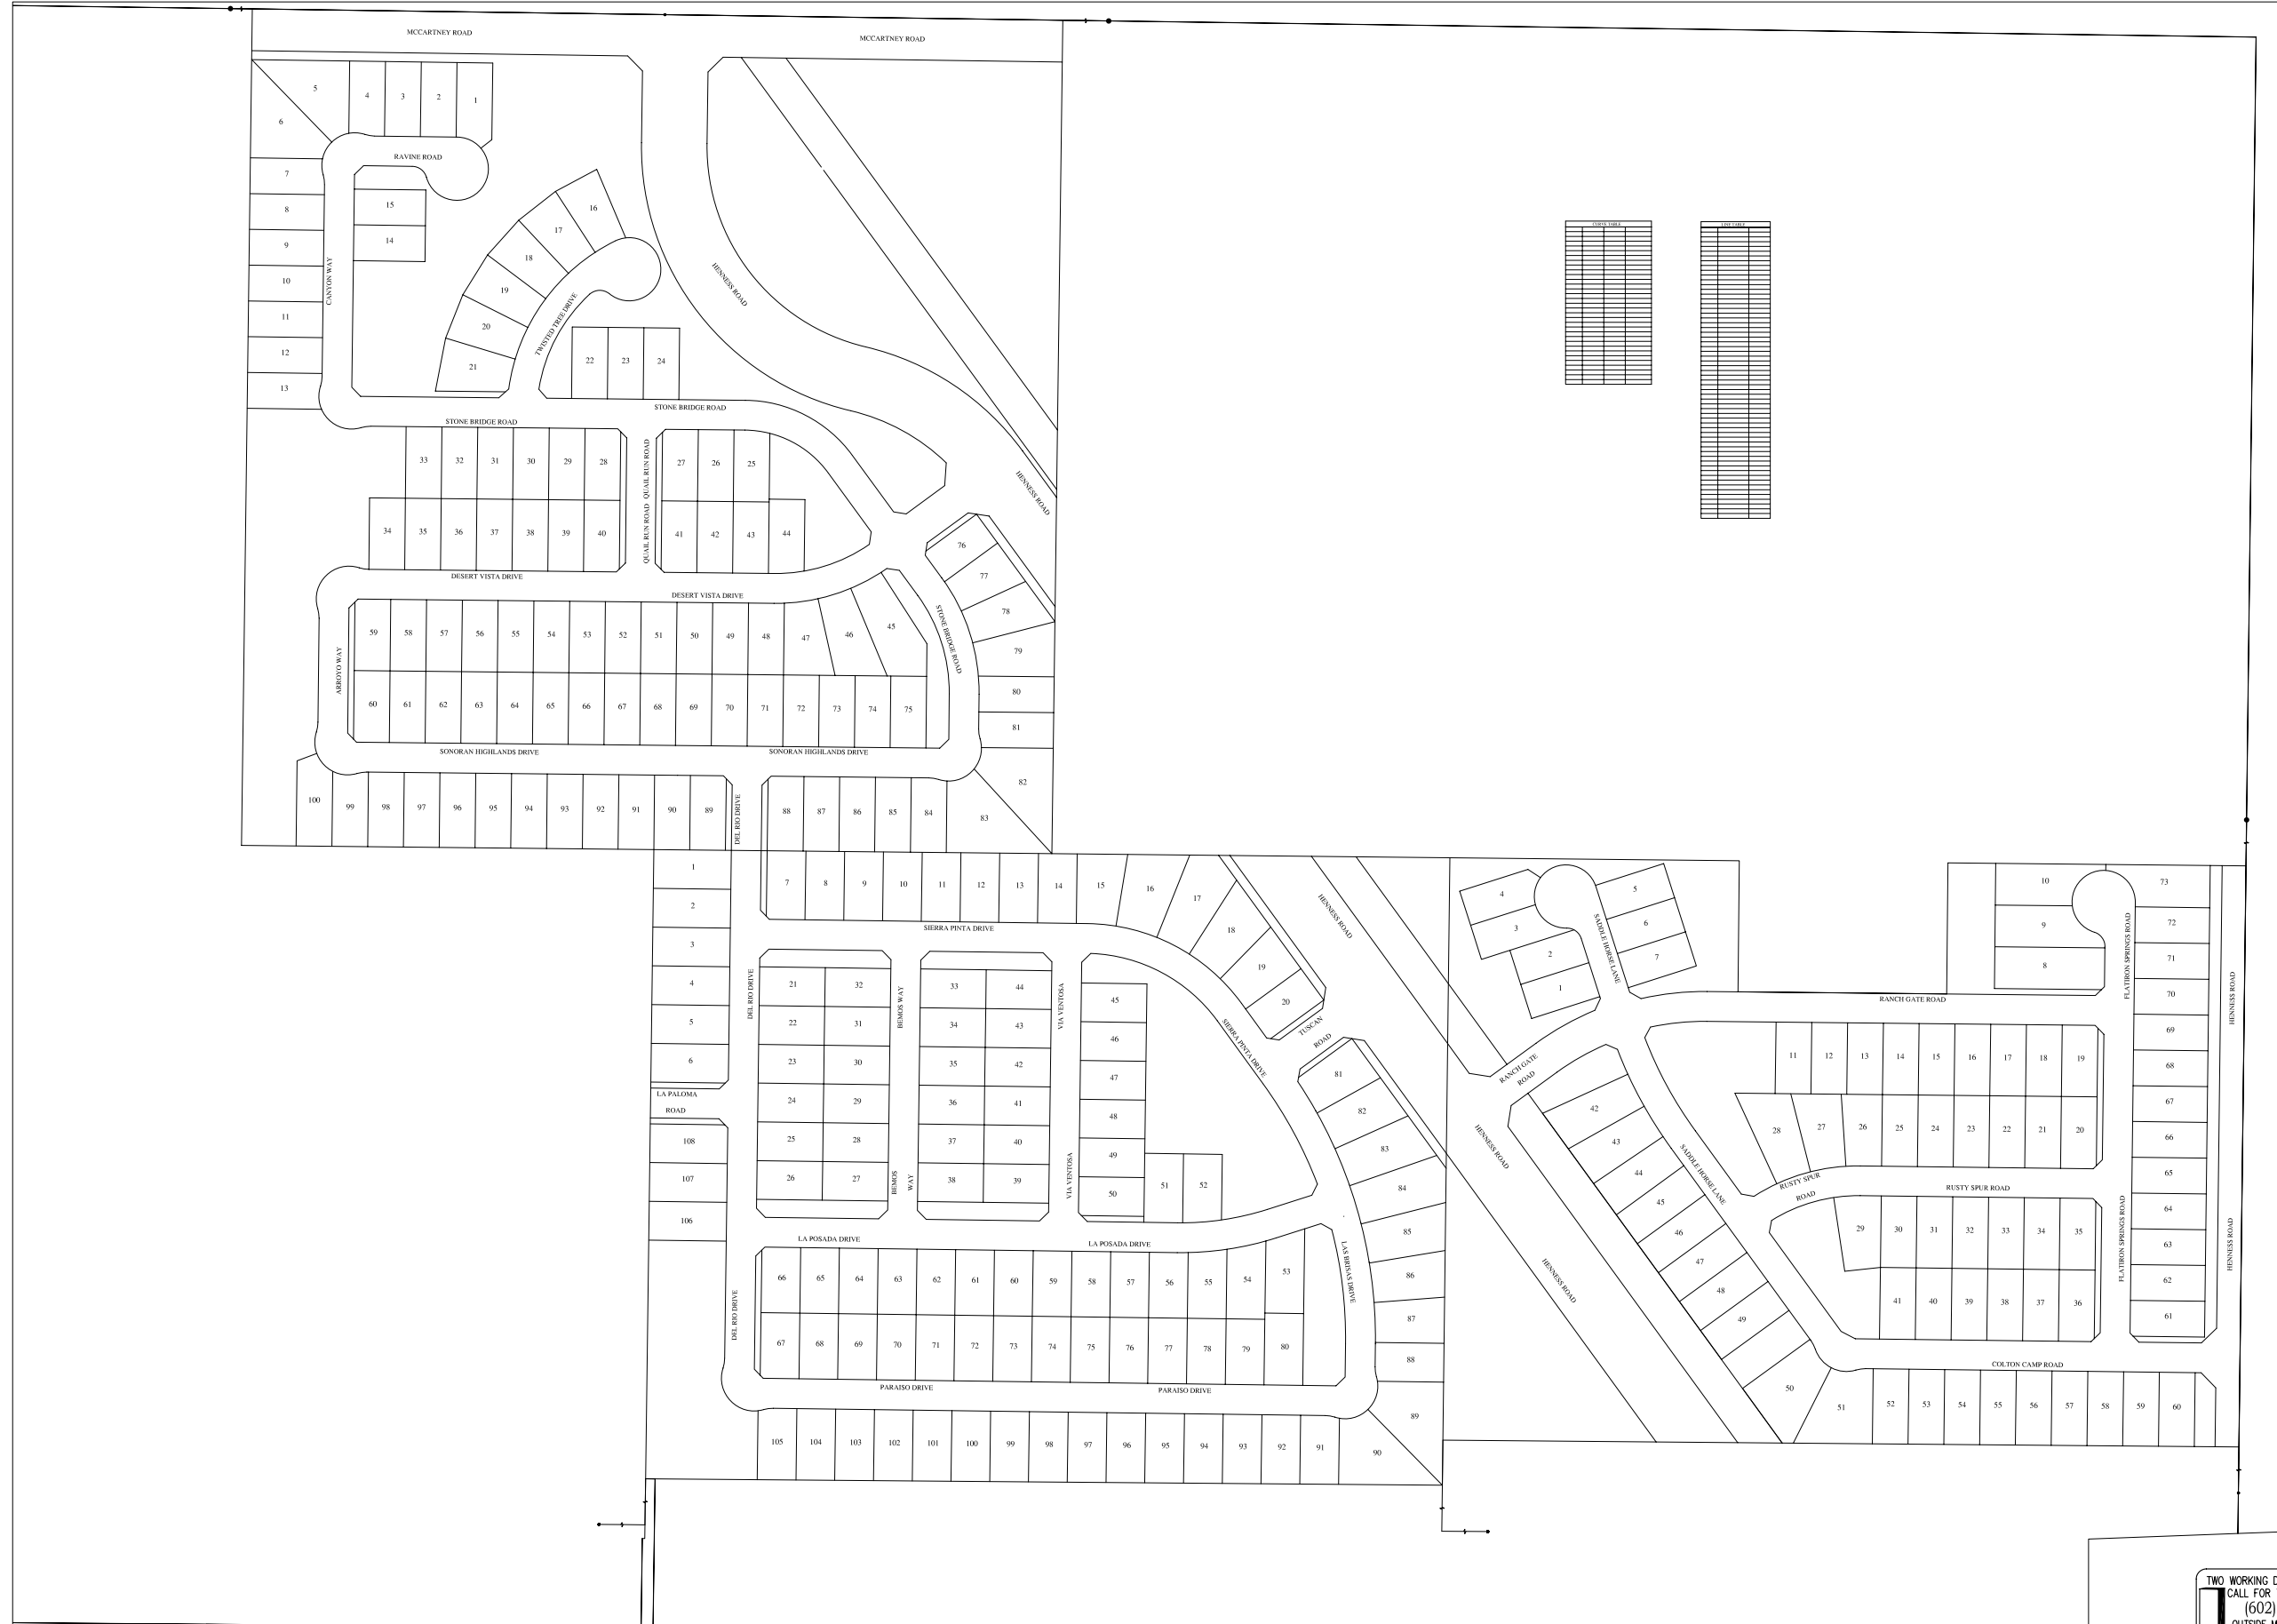 MCCARTNEY ROAD
MCCARTNEY ROAD
5 4 3 2 1
6
RAVINE ROAD
7
8
9
10
11
12
13
15
14
CANYON WAY
16
17
18
19
20
21
TWISTED TREE DRIVE
HENNESS ROAD
22 23 24
STONE BRIDGE ROAD
STONE BRIDGE ROAD
33 32 31 30 29 28
QUAIL RUN ROAD
27 26 25
HENNESS ROAD
34 35 36 37 38 39 40
QUAIL RUN ROAD
41 42 43 44
76
77
78
79
80
81
82
DESERT VISTA DRIVE
DESERT VISTA DRIVE
STONE BRIDGE ROAD
ARROYO WAY
59 58 57 56 55 54 53 52 51 50 49 48 47 46 45
60 61 62 63 64 65 66 67 68 69 70 71 72 73 74 75
SONORAN HIGHLANDS DRIVE
SONORAN HIGHLANDS DRIVE
100 99 98 97 96 95 94 93 92 91 90 89
DEL RIO DRIVE
88 87 86 85 84 83
CURVE TABLE
LINE TABLE
1
2
3
4
5
6
7 8 9 10 11 12 13 14 15 16 17
18
19
20
SIERRA PINTA DRIVE
HENNESS ROAD
DEL RIO DRIVE
21 32
22 31
23 30
24 29
25 28
26 27
BEMOS WAY
BEMOS
WAY
33 44
34 43
35 42
36 41
37 40
38 39
VIA VENTOSA
VIA VENTOSA
45
46
47
48
49
50
51 52
SIERRA PINTA DRIVE
TUSCAN
ROAD
LA PALOMA
ROAD
108
107
106
81
82
83
84
85
86
87
88
89
90
LA POSADA DRIVE
LA POSADA DRIVE
LAS BRISAS DRIVE
DEL RIO DRIVE
66 65 64 63 62 61 60 59 58 57 56 55 54 53
67 68 69 70 71 72 73 74 75 76 77 78 79 80
PARAISO DRIVE
PARAISO DRIVE
105 104 103 102 101 100 99 98 97 96 95 94 93 92 91
4
3
2
1
5
6
7
SADDLE HORSE LANE
RANCH GATE
ROAD
RANCH GATE ROAD
10
9
8
FLATIRON SPRINGS ROAD
73
72
71
70
69
68
67
66
65
64
63
62
61
HENNESS ROAD
HENNESS ROAD
11 12 13 14 15 16 17 18 19
28 27 26 25 24 23 22 21 20
RUSTY SPUR
ROAD
RUSTY SPUR ROAD
29 30 31 32 33 34 35
41 40 39 38 37 36
FLATIRON SPRINGS ROAD
42
43
44
45
46
47
48
49
50
SADDLE HORSE LANE
HENNESS ROAD
HENNESS ROAD
COLTON CAMP ROAD
51 52 53 54 55 56 57 58 59 60
TWO WORKING D
CALL FOR
(602)